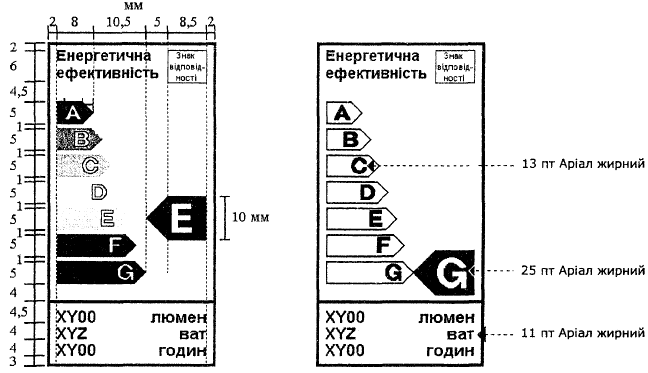 мм
2 8 10,5 5 8,5 2
2
6
4,5
5
1
5
1
5
1
5
1
5
1
5
1
5
4
4,5
4
4
3
Енергетична
ефективність
Знак
відповід-
ності
A
B
C
D
E
F
G
E
10 мм
XY00 люмен
XYZ ват
XY00 годин
Енергетична
ефективність
Знак
відповід-
ності
A
B
C
D
E
F
G
G
13 пт Аріал жирний
25 пт Аріал жирний
XY00 люмен
XYZ ват
XY00 годин
11 пт Аріал жирний